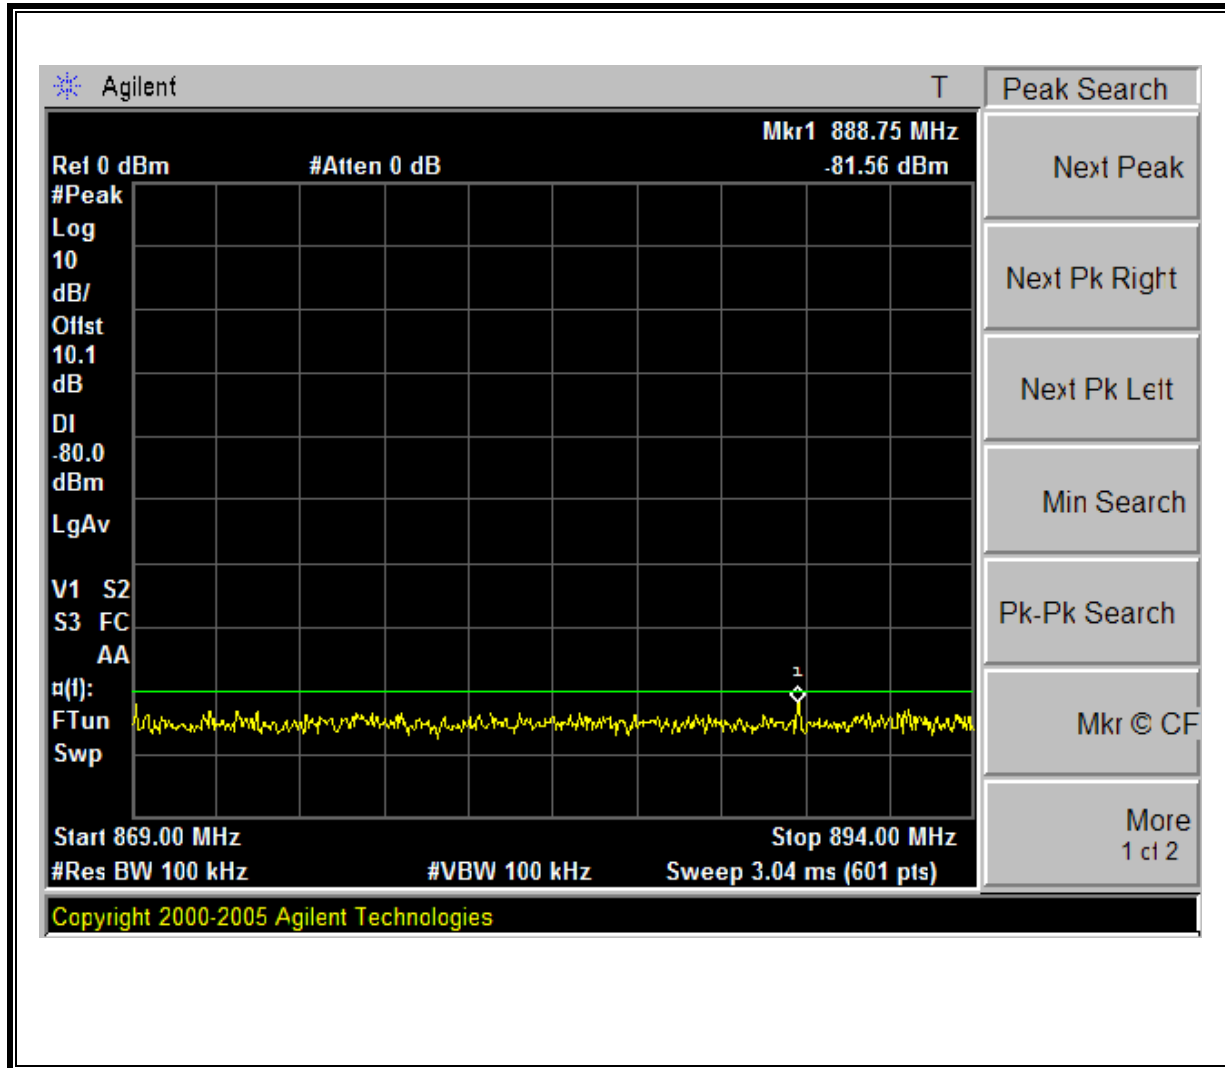 Agilent T Peak Search
Mkr1 888.75 MHz
Ref 0 dBm #Atten 0 dB -81.56 dBm
#Peak
Log
10
dB/
Offst
10.1
dB
DI
-80.0
dBm
LgAv
V1 S2
S3 FC
AA
¤(f):
FTun
Swp
1
Start 869.00 MHz Stop 894.00 MHz
#Res BW 100 kHz #VBW 100 kHz Sweep 3.04 ms (601 pts)
Copyright 2000-2005 Agilent Technologies
Next Peak
Next Pk Right
Next Pk Left
Min Search
Pk-Pk Search
Mkr © CF
More
1 of 2